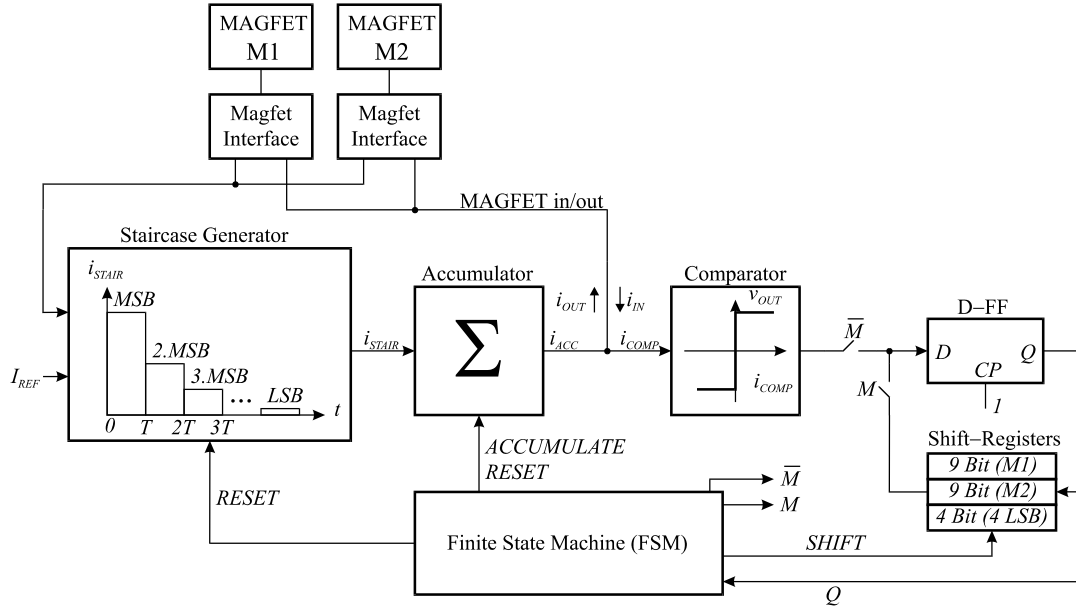 MAGFET M1
MAGFET M2
Magfet Interface
Magfet Interface
MAGFET in/out
Staircase Generator
i_STAIR
MSB
2.MSB
3.MSB
...
LSB
t
0 T 2T 3T
I_REF
i_STAIR
Accumulator
Σ
i_OUT
i_IN
i_ACC
i_COMP
Comparator
v_OUT
i_COMP
M̅
M
D–FF
D
Q
CP
1
Shift–Registers
9 Bit (M1)
9 Bit (M2)
4 Bit (4 LSB)
RESET
ACCUMULATE
RESET
M̅
M
Finite State Machine (FSM)
SHIFT
Q